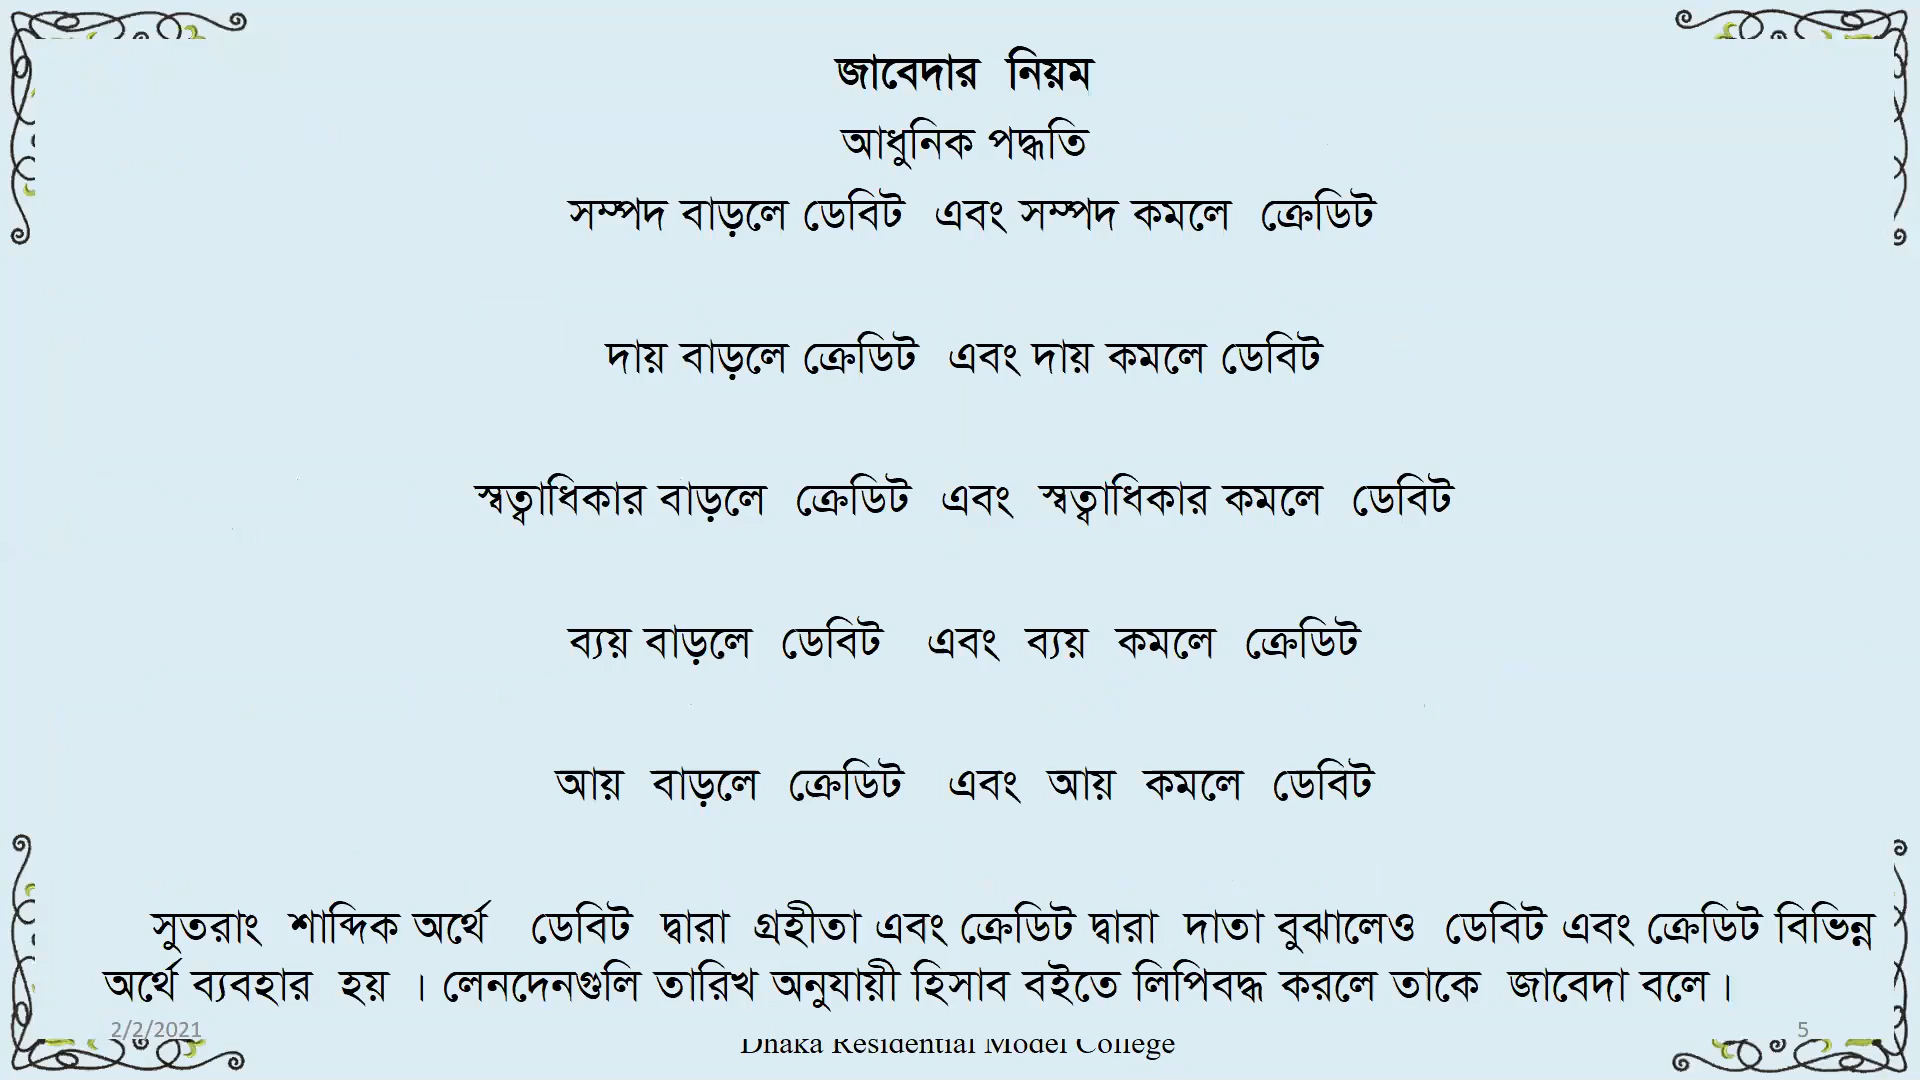 জাবেদার নিয়ম
আধুনিক পদ্ধতি
সম্পদ বাড়লে ডেবিট এবং সম্পদ কমলে ক্রেডিট
দায় বাড়লে ক্রেডিট এবং দায় কমলে ডেবিট
স্বত্বাধিকার বাড়লে ক্রেডিট এবং স্বত্বাধিকার কমলে ডেবিট
ব্যয় বাড়লে ডেবিট এবং ব্যয় কমলে ক্রেডিট
আয় বাড়লে ক্রেডিট এবং আয় কমলে ডেবিট
সুতরাং শাব্দিক অর্থে ডেবিট দ্বারা গ্রহীতা এবং ক্রেডিট দ্বারা দাতা বুঝালেও ডেবিট এবং ক্রেডিট বিভিন্ন
অর্থে ব্যবহার হয় । লেনদেনগুলি তারিখ অনুযায়ী হিসাব বইতে লিপিবদ্ধ করলে তাকে জাবেদা বলে।
2/2/2021
Dhaka Residential Model College
5